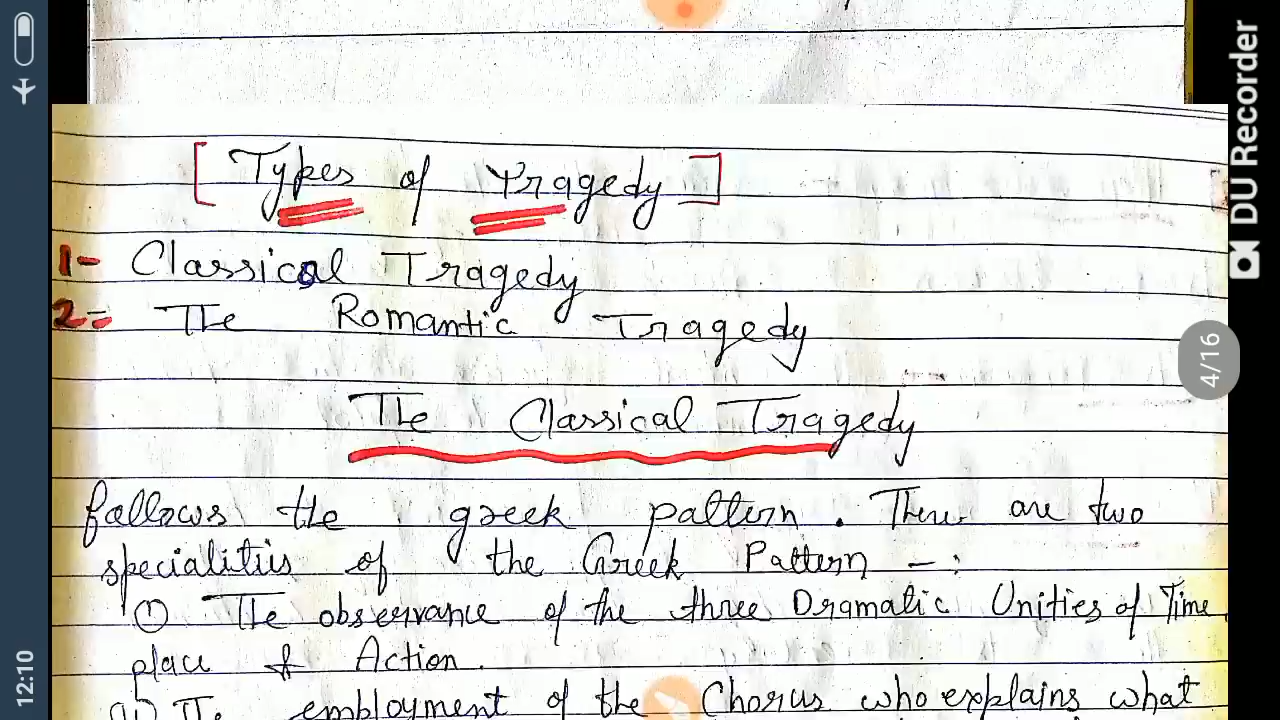 [ Types of Tragedy ]
1- Classical Tragedy
2- The Romantic Tragedy
The Classical Tragedy
follows the greek pattern. There are two
specialities of the Greek Pattern -:
(1) The observance of the three Dramatic Unities of Time,
place & Action.
(ii) The employment of the Chorus who explains what
DU Recorder
4/16
12:10